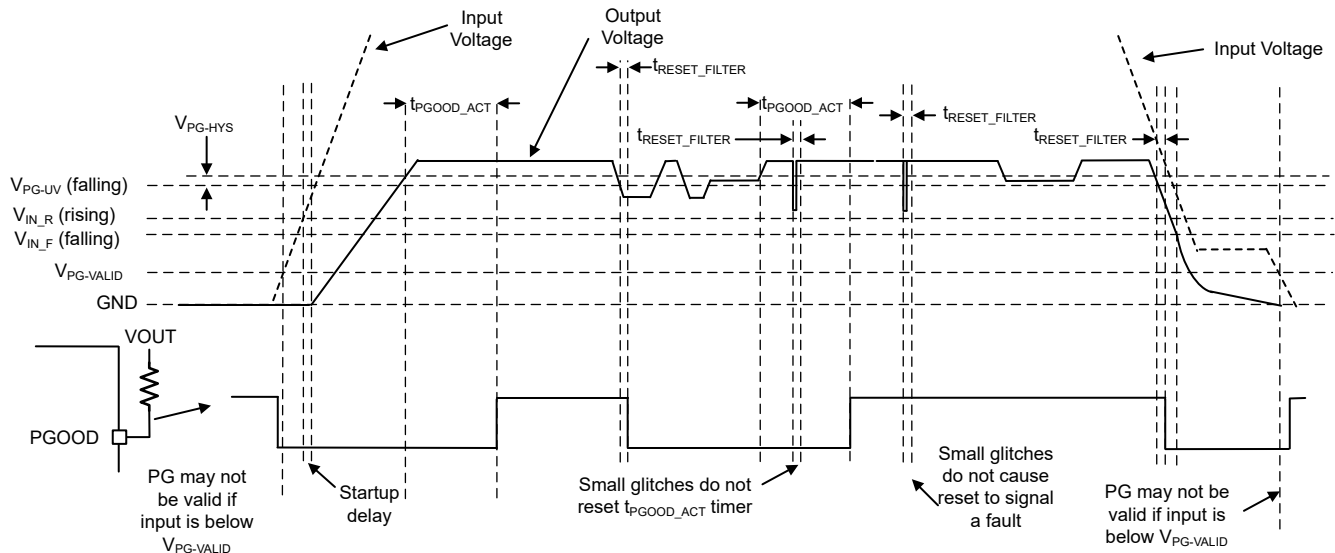 Input
Voltage
Output
Voltage
Input Voltage
tRESET_FILTER
tPGOOD_ACT
tPGOOD_ACT
tRESET_FILTER
tRESET_FILTER
tRESET_FILTER
VPG-HYS
VPG-UV (falling)
VIN_R (rising)
VIN_F (falling)
VPG-VALID
GND
VOUT
PGOOD
PG may not
be valid if
input is below
VPG-VALID
Startup
delay
Small glitches do not
reset tPGOOD_ACT timer
Small glitches
do not cause
reset to signal
a fault
PG may not be
valid if input is
below VPG-VALID